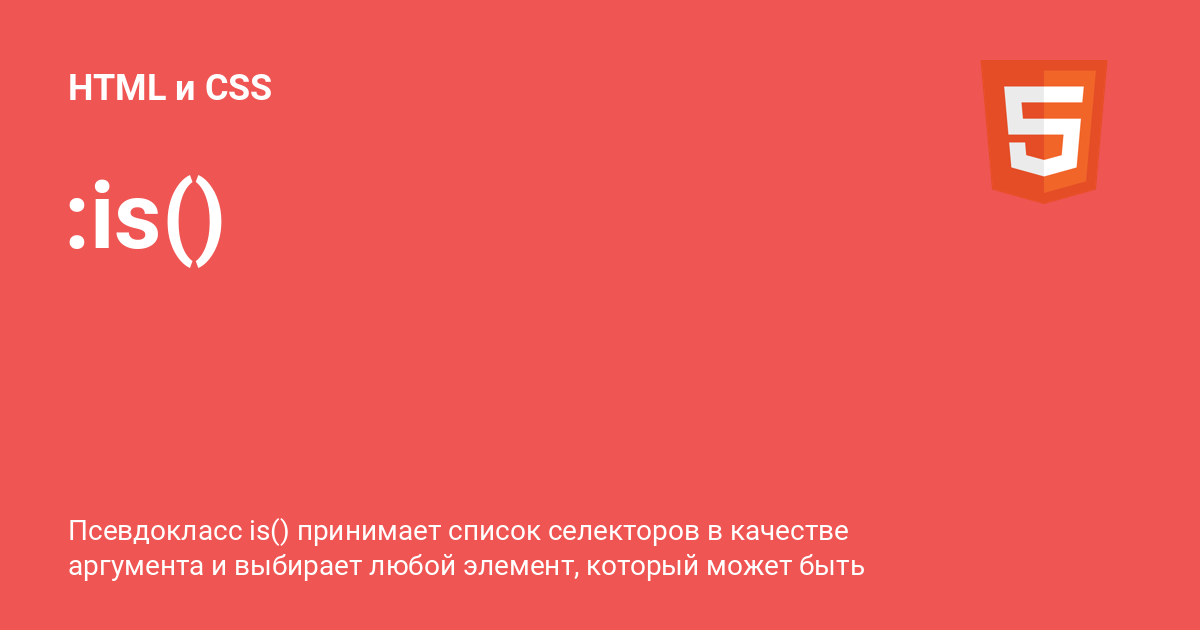 HTML и CSS
:is()
Псевдокласс is() принимает список селекторов в качестве
аргумента и выбирает любой элемент, который может быть